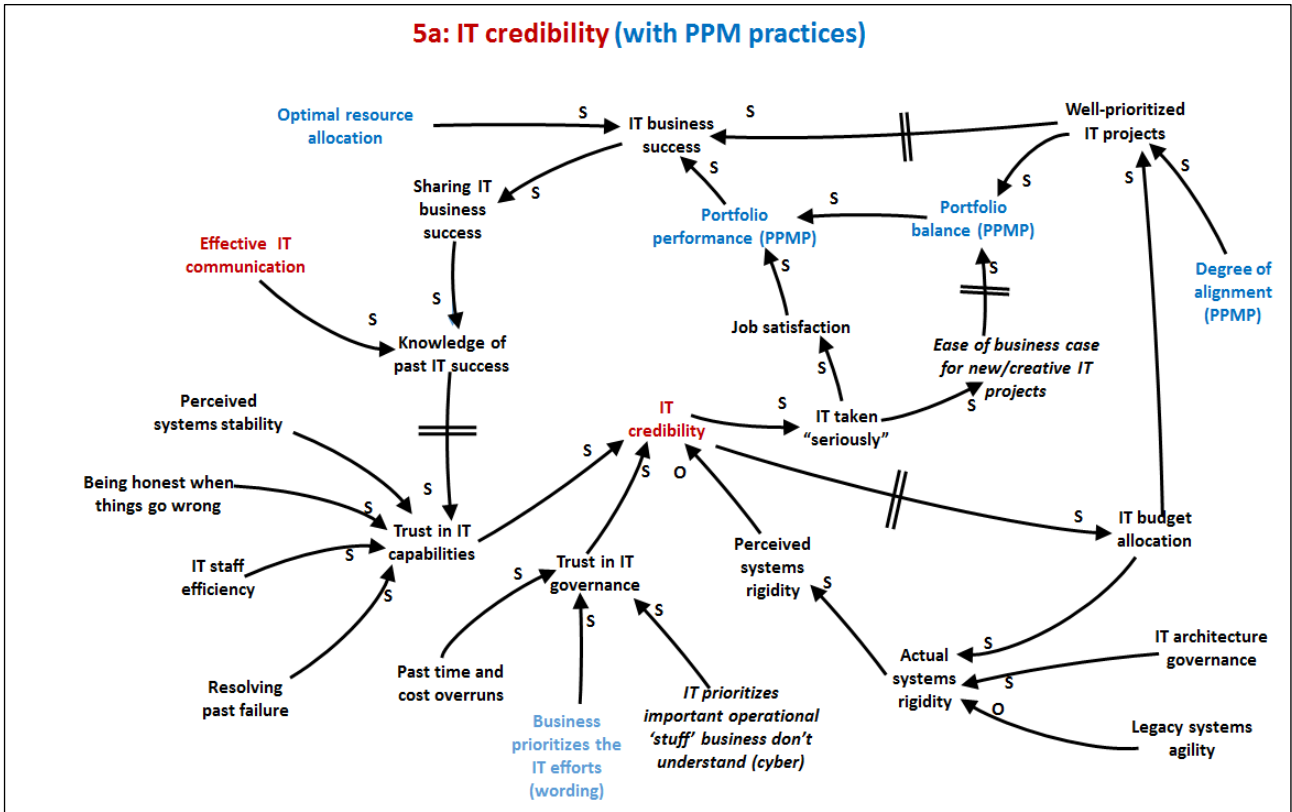 5a: IT credibility (with PPM practices)
Optimal resource
allocation
S
IT business
success
S
Well-prioritized
IT projects
Sharing IT
business
success
S
S
S
S
S
Portfolio
performance (PPMP)
S
Portfolio
balance (PPMP)
Effective IT
communication
S
S
Degree of
alignment
(PPMP)
S
S
Knowledge of
past IT success
Job satisfaction
Ease of business case
for new/creative IT
projects
S
Perceived
systems stability
IT
credibility
S
IT taken
“seriously”
S
S
S
O
Being honest when
things go wrong
S
S
Trust in IT
capabilities
S
IT budget
allocation
IT staff
efficiency
S
Trust in IT
governance
Perceived
systems
rigidity
S
S
S
S
S
S
Resolving
past failure
Past time and
cost overruns
Actual
systems
rigidity
S
IT architecture
governance
S
O
IT prioritizes
important operational
‘stuff’ business don’t
understand (cyber)
Business
prioritizes the
IT efforts
(wording)
Legacy systems
agility